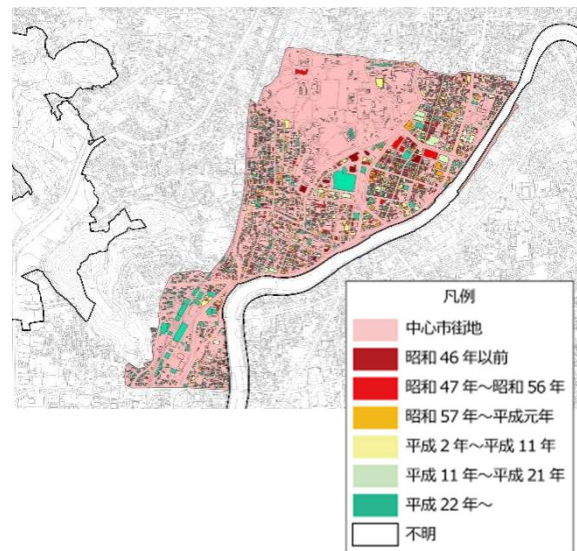 凡例
中心市街地
昭和 46 年以前
昭和 47 年～昭和 56 年
昭和 57 年～平成元年
平成 2 年～平成 11 年
平成 11 年～平成 21 年
平成 22 年～
不明